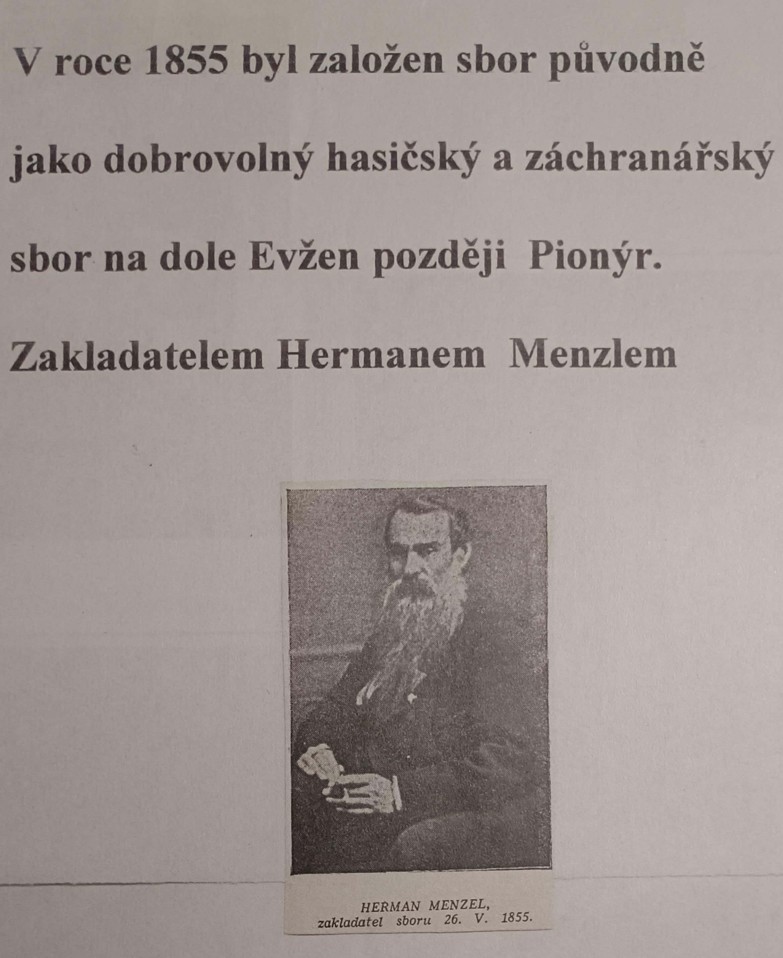 V roce 1855 byl založen sbor původně
jako dobrovolný hasičský a záchranářský
sbor na dole Evžen později Pionýr.
Zakladatelem Hermanem Menzlem
HERMAN MENZEL,
zakladatel sboru 26. V. 1855.